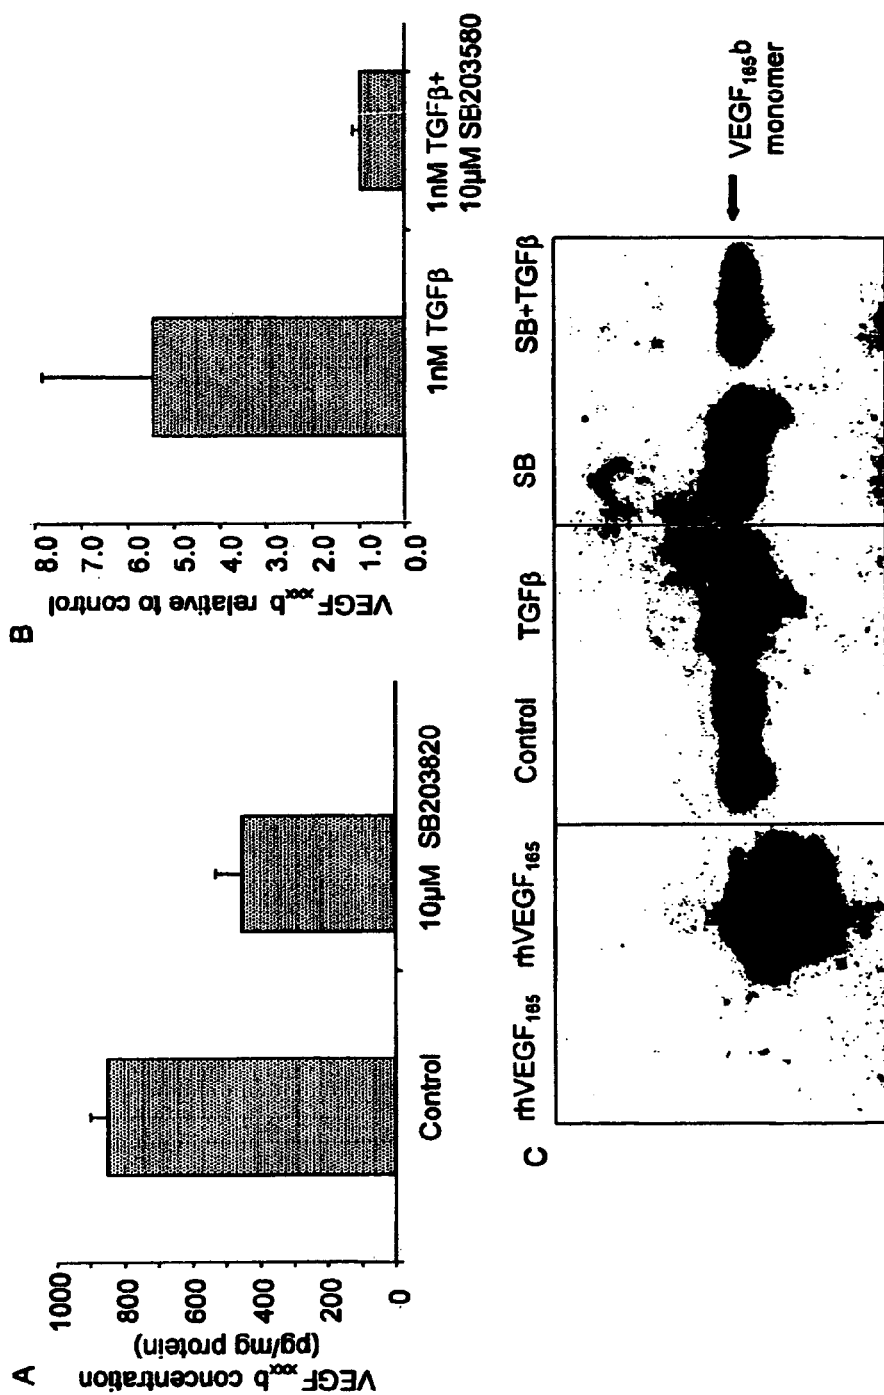 A
VEGFxxxb concentration
(pg/mg protein)
1000
800
600
400
200
0
Control
10µM SB203820
B
VEGFxxxb relative to control
8.0
7.0
6.0
5.0
4.0
3.0
2.0
1.0
0.0
1nM TGFβ
1nM TGFβ+
10µM SB203580
C
rhVEGF165 rhVEGF165 Control TGFβ SB SB+TGFβ
VEGF165b
monomer